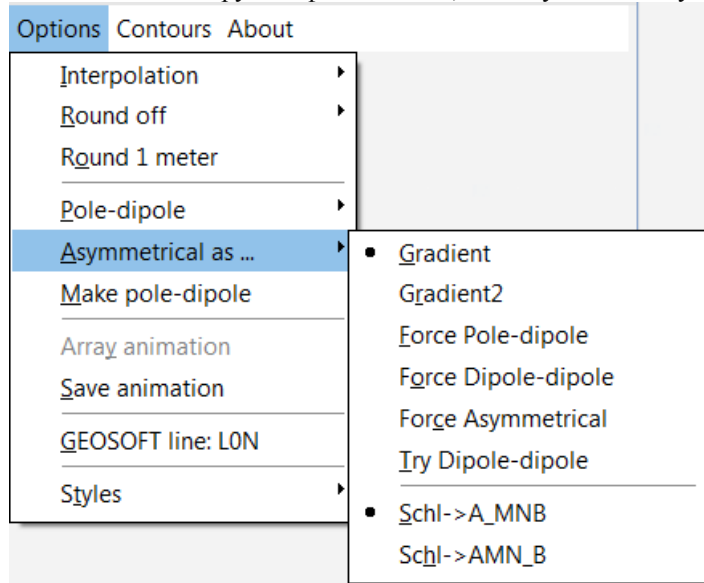 Options Contours About
Interpolation
Round off
Round 1 meter
Pole-dipole
Asymmetrical as ...
Make pole-dipole
Array animation
Save animation
GEOSOFT line: L0N
Styles
Gradient
Gradient2
Force Pole-dipole
Force Dipole-dipole
Force Asymmetrical
Try Dipole-dipole
Schl->A_MNB
Schl->AMN_B